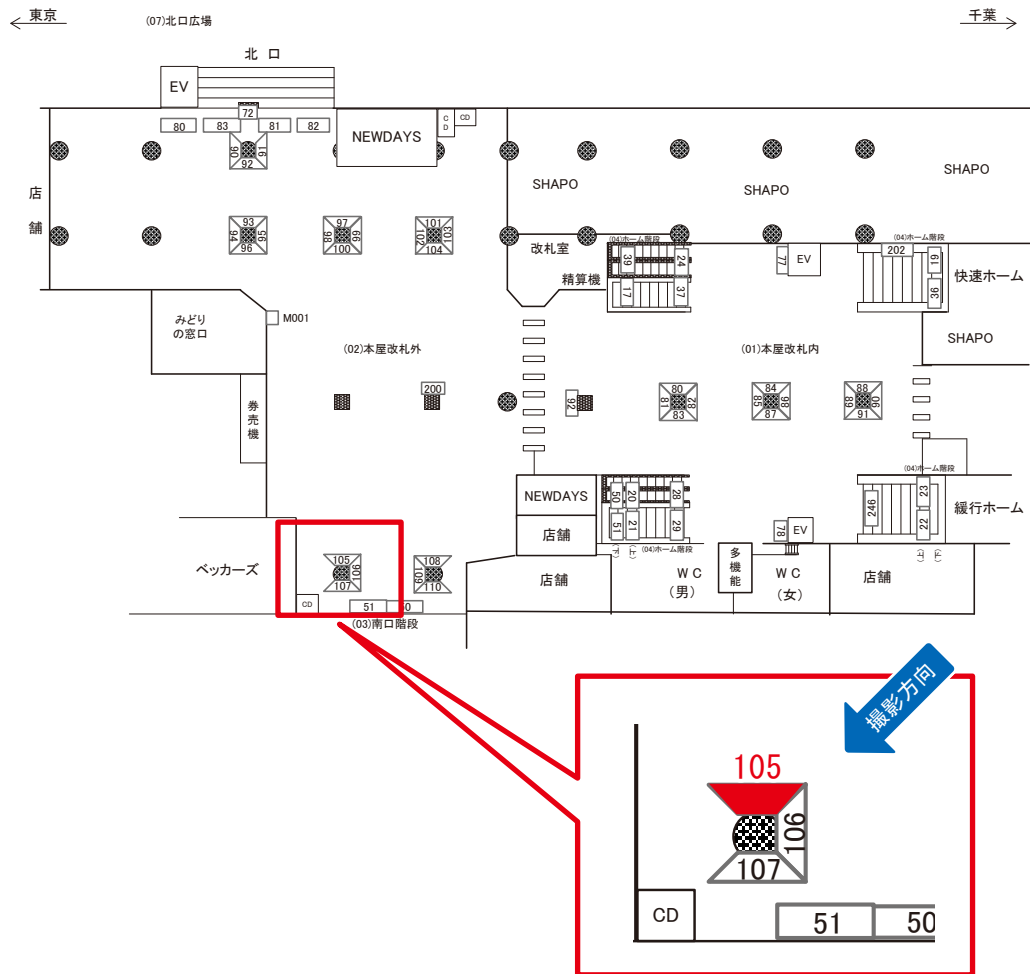 東京
(07)北口広場
千葉
北 口
EV
72
80
83
81
82
NEWDAYS
C
D
CD
90
91
92
店
舗
SHAPO
SHAPO
SHAPO
93
94
95
96
97
98
99
100
101
102
103
104
改札室
精算機
(04)ホーム階段
39
24
17
37
77
EV
(04)ホーム階段
202
19
36
快速ホーム
SHAPO
みどり
の窓口
M001
(02)本屋改札外
(01)本屋改札内
200
92
80
81
82
83
84
85
86
87
88
89
90
91
券
売
機
NEWDAYS
店舗
50
20
28
51
21
29
(下)
(上)
(04)ホーム階段
(04)ホーム階段
246
23
22
(上)
(下)
緩行ホーム
78
EV
ベッカーズ
105
106
107
108
109
110
CD
51
50
(03)南口階段
店舗
WC
(男)
多
機
能
WC
(女)
店舗
撮影方向
105
106
107
CD
51
50